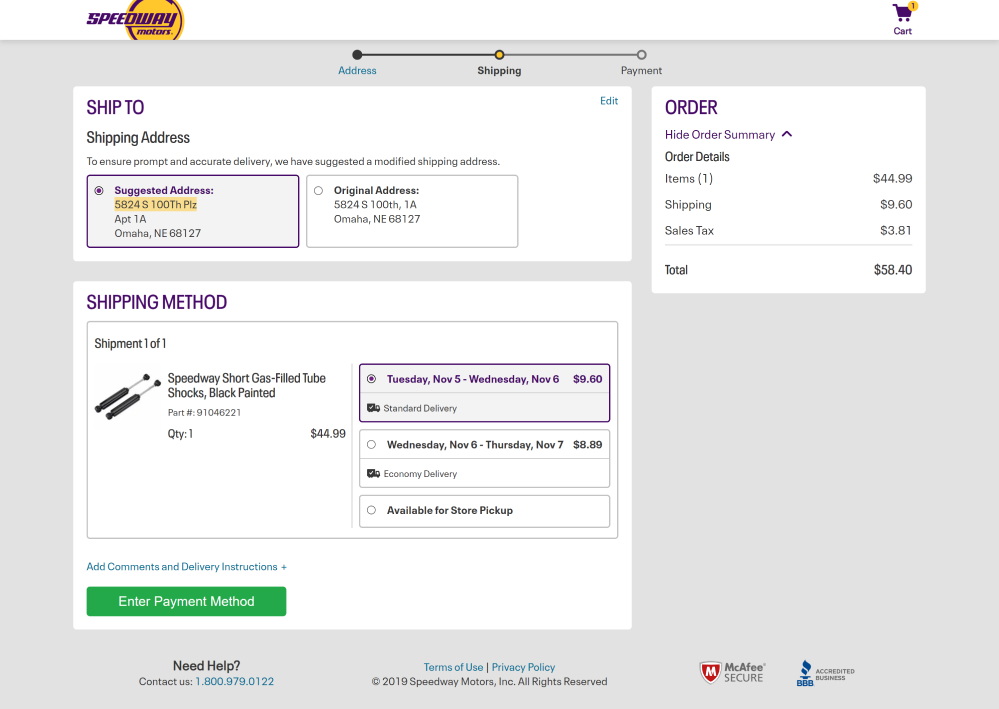 SPEEDWAY
motors.
1
Cart
Address
Shipping
Payment
SHIP TO
Edit
Shipping Address
To ensure prompt and accurate delivery, we have suggested a modified shipping address.
Suggested Address:
5824 S 100Th Plz
Apt 1A
Omaha, NE 68127
Original Address:
5824 S 100th, 1A
Omaha, NE 68127
ORDER
Hide Order Summary
Order Details
Items (1) $44.99
Shipping $9.60
Sales Tax $3.81
Total $58.40
SHIPPING METHOD
Shipment 1 of 1
Speedway Short Gas-Filled Tube
Shocks, Black Painted
Part #: 91046221
Qty: 1 $44.99
Tuesday, Nov 5 - Wednesday, Nov 6 $9.60
Standard Delivery
Wednesday, Nov 6 - Thursday, Nov 7 $8.89
Economy Delivery
Available for Store Pickup
Add Comments and Delivery Instructions +
Enter Payment Method
Need Help?
Contact us: 1.800.979.0122
Terms of Use | Privacy Policy
© 2019 Speedway Motors, Inc. All Rights Reserved
McAfee®
SECURE
BBB
ACCREDITED
BUSINESS